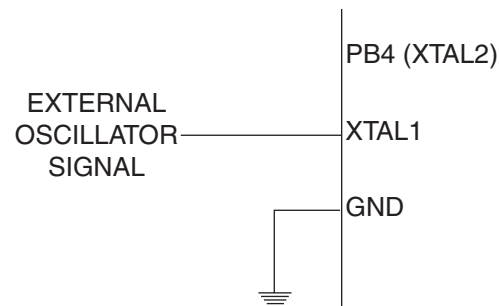 PB4 (XTAL2)
EXTERNAL
OSCILLATOR
SIGNAL
XTAL1
GND